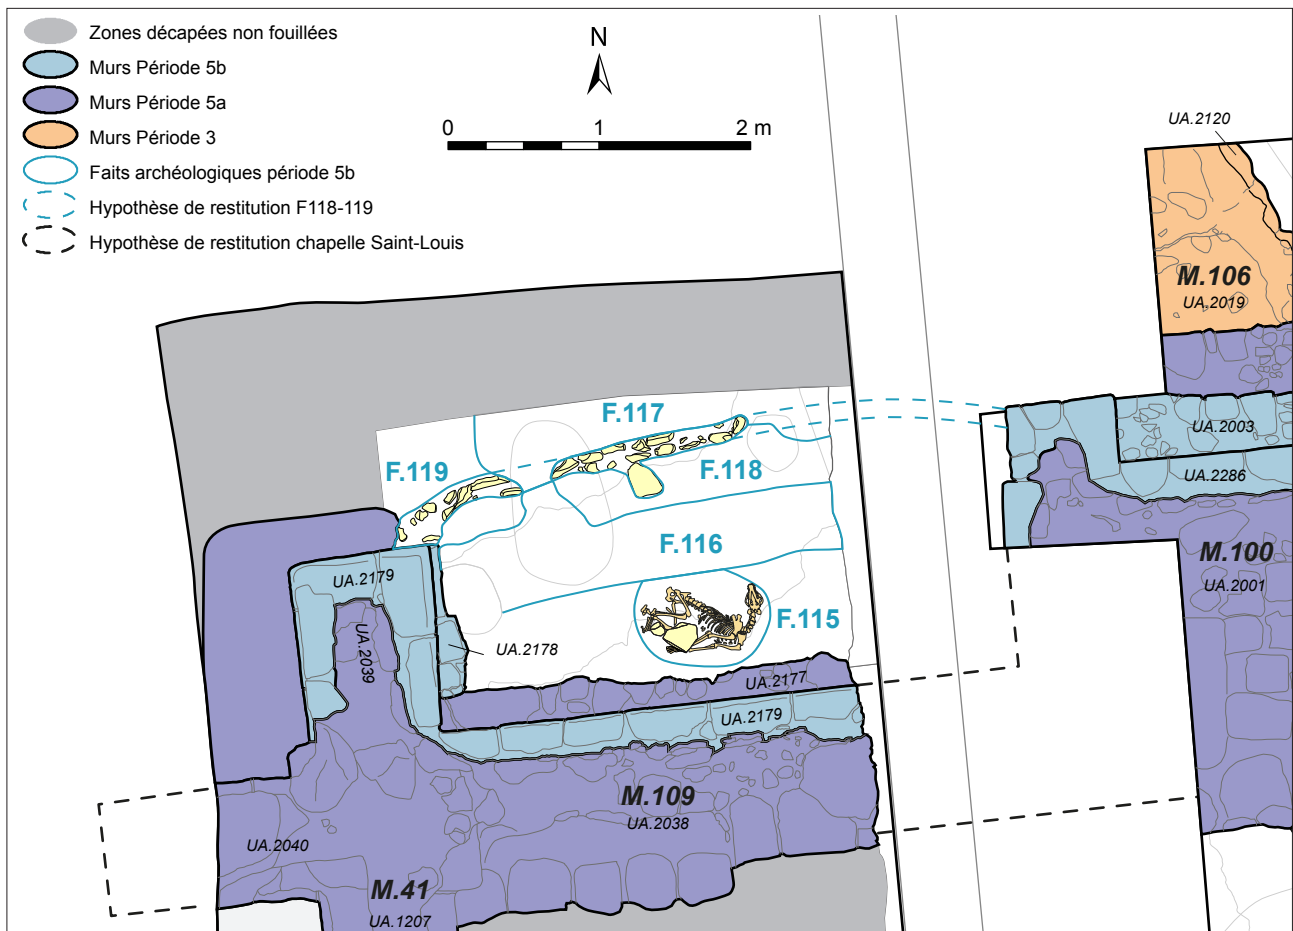 Zones décapées non fouillées
Murs Période 5b
Murs Période 5a
Murs Période 3
Faits archéologiques période 5b
Hypothèse de restitution F118-119
Hypothèse de restitution chapelle Saint-Louis
N
0 1 2 m
UA.2120
M.106
UA.2019
F.117
F.119
F.118
UA.2003
UA.2286
F.116
M.100
UA.2001
UA.2179
UA.2039
UA.2178
F.115
UA.2177
UA.2179
M.109
UA.2038
UA.2040
M.41
UA.1207